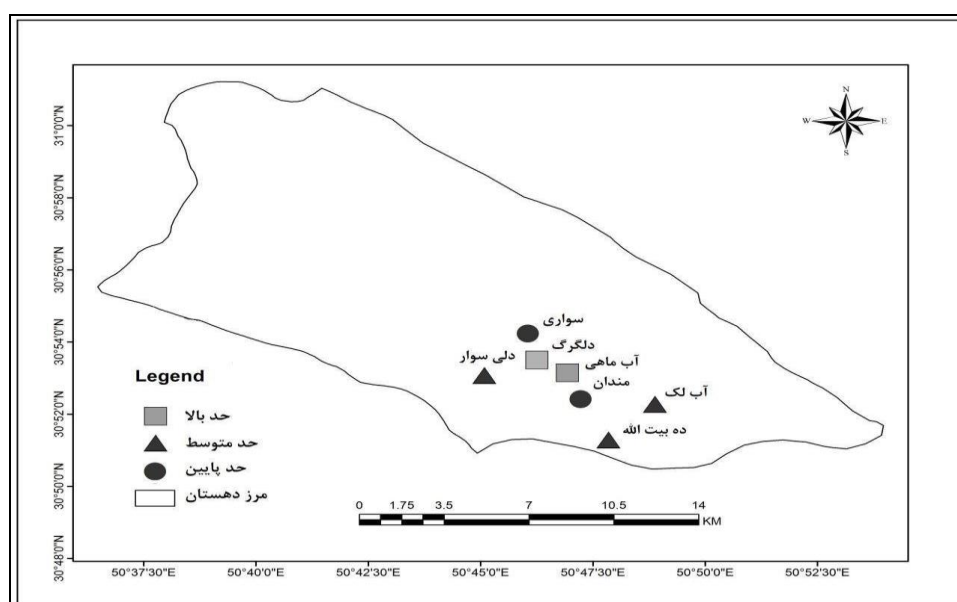 N
W E
S
31°0'0"N
30°58'0"N
30°56'0"N
30°54'0"N
30°52'0"N
30°50'0"N
30°48'0"N
سواری
دلگرگ
دلی سوار
آب ماهی
مندان
آب لک
ده بیت الله
Legend
حد بالا
حد متوسط
حد پایین
مرز دهستان
0 1.75 3.5 7 10.5 14
KM
50°37'30"E 50°40'0"E 50°42'30"E 50°45'0"E 50°47'30"E 50°50'0"E 50°52'30"E